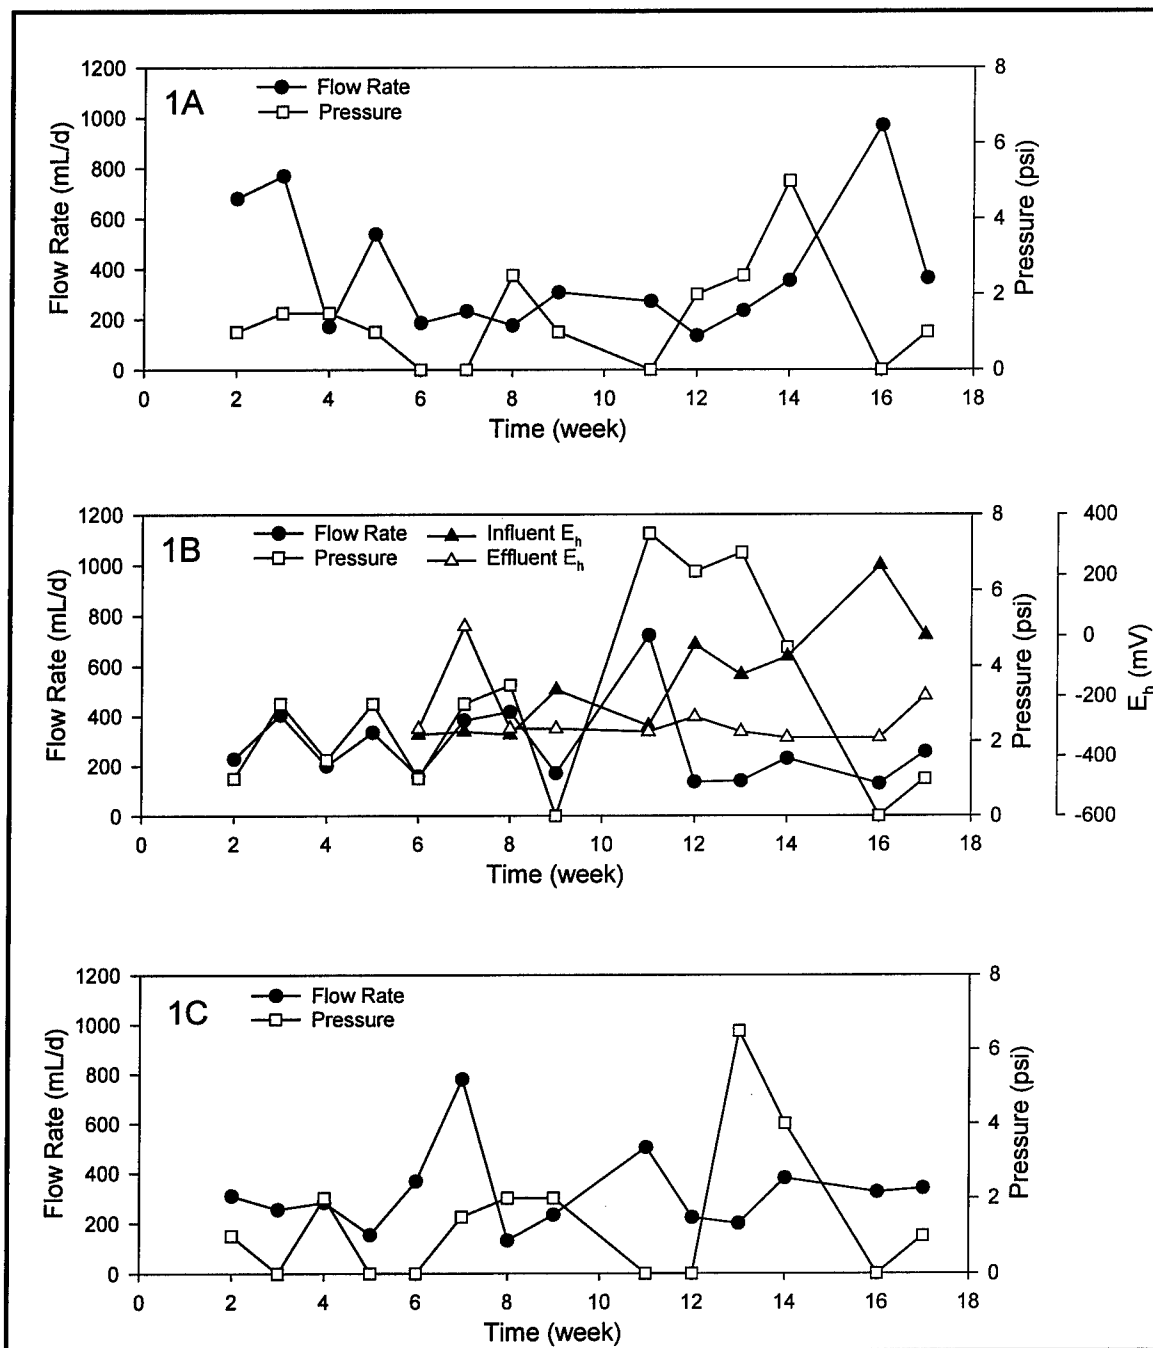 1A
Flow Rate
Pressure
1200
1000
800
600
400
200
0
Flow Rate (mL/d)
8
6
4
2
0
Pressure (psi)
0 2 4 6 8 10 12 14 16 18
Time (week)
1B
Flow Rate Influent Eh
Pressure Effluent Eh
1200
1000
800
600
400
200
0
Flow Rate (mL/d)
8
6
4
2
0
Pressure (psi)
400
200
0
-200
-400
-600
Eh (mV)
0 2 4 6 8 10 12 14 16 18
Time (week)
1C
Flow Rate
Pressure
1200
1000
800
600
400
200
0
Flow Rate (mL/d)
8
6
4
2
0
Pressure (psi)
0 2 4 6 8 10 12 14 16 18
Time (week)